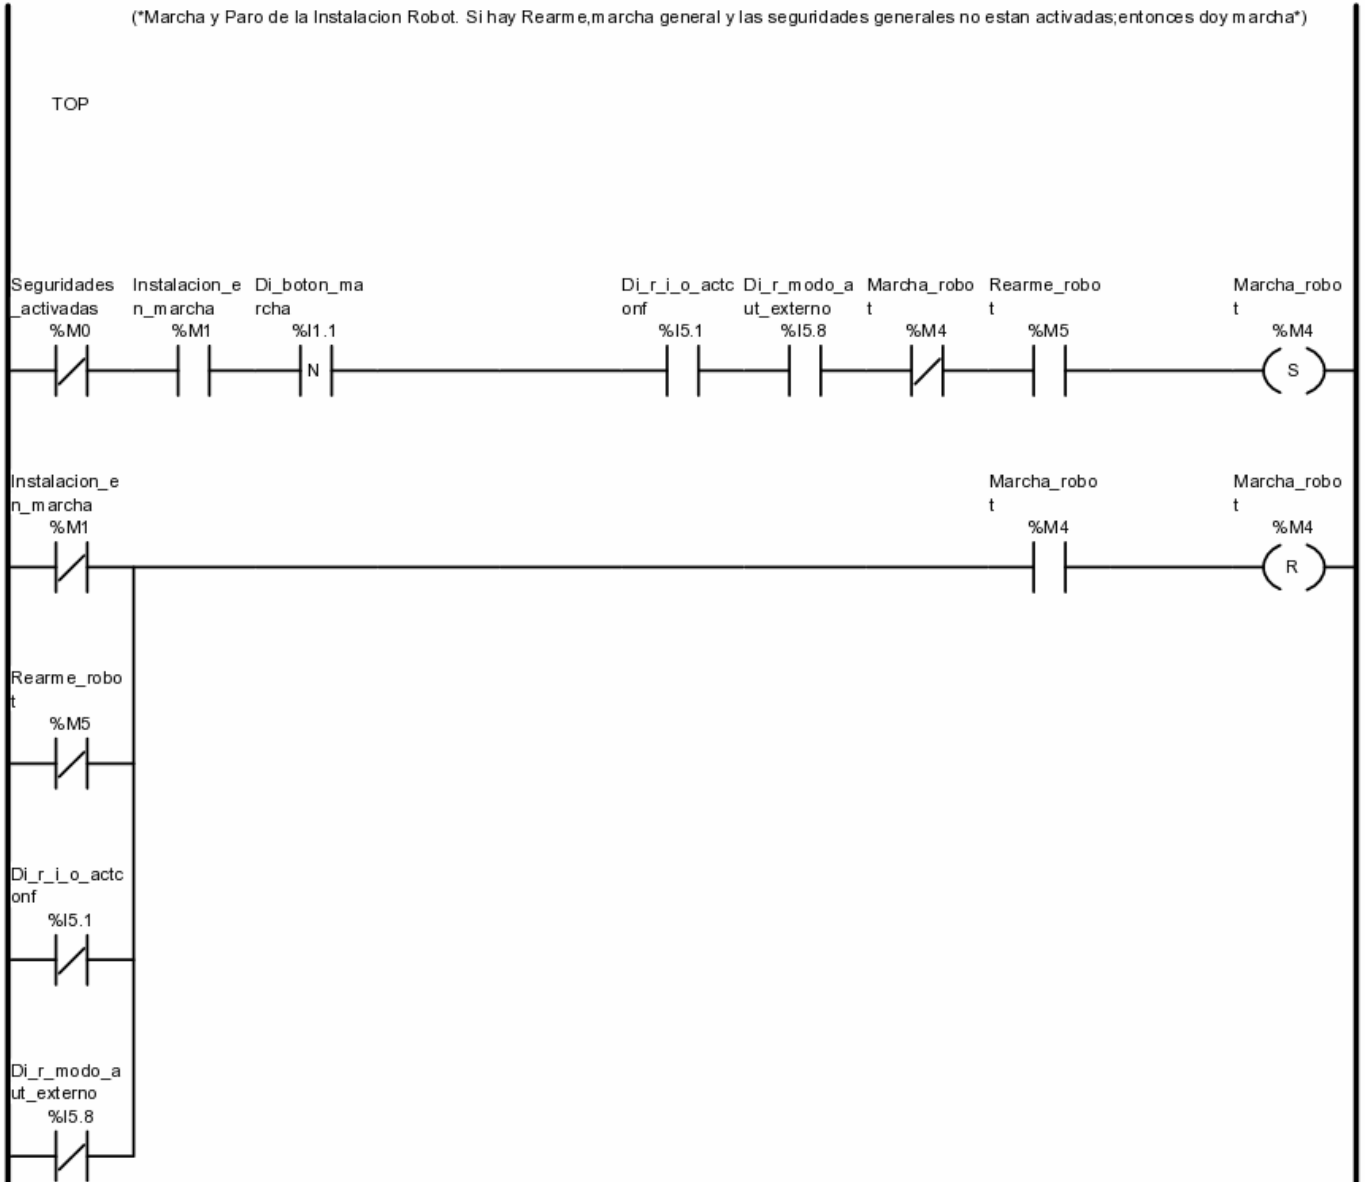 (*Marcha y Paro de la Instalacion Robot. Si hay Rearme,marcha general y las seguridades generales no estan activadas;entonces doy marcha*)
TOP
Seguridades
_activadas
%M0
Instalacion_e
n_marcha
%M1
Di_boton_ma
rcha
%I1.1
N
Di_r_i_o_actc
onf
%I5.1
Di_r_modo_a
ut_externo
%I5.8
Marcha_robo
t
%M4
Rearme_robo
t
%M5
Marcha_robo
t
%M4
S
Instalacion_e
n_marcha
%M1
Marcha_robo
t
%M4
Marcha_robo
t
%M4
R
Rearme_robo
t
%M5
Di_r_i_o_actc
onf
%I5.1
Di_r_modo_a
ut_externo
%I5.8